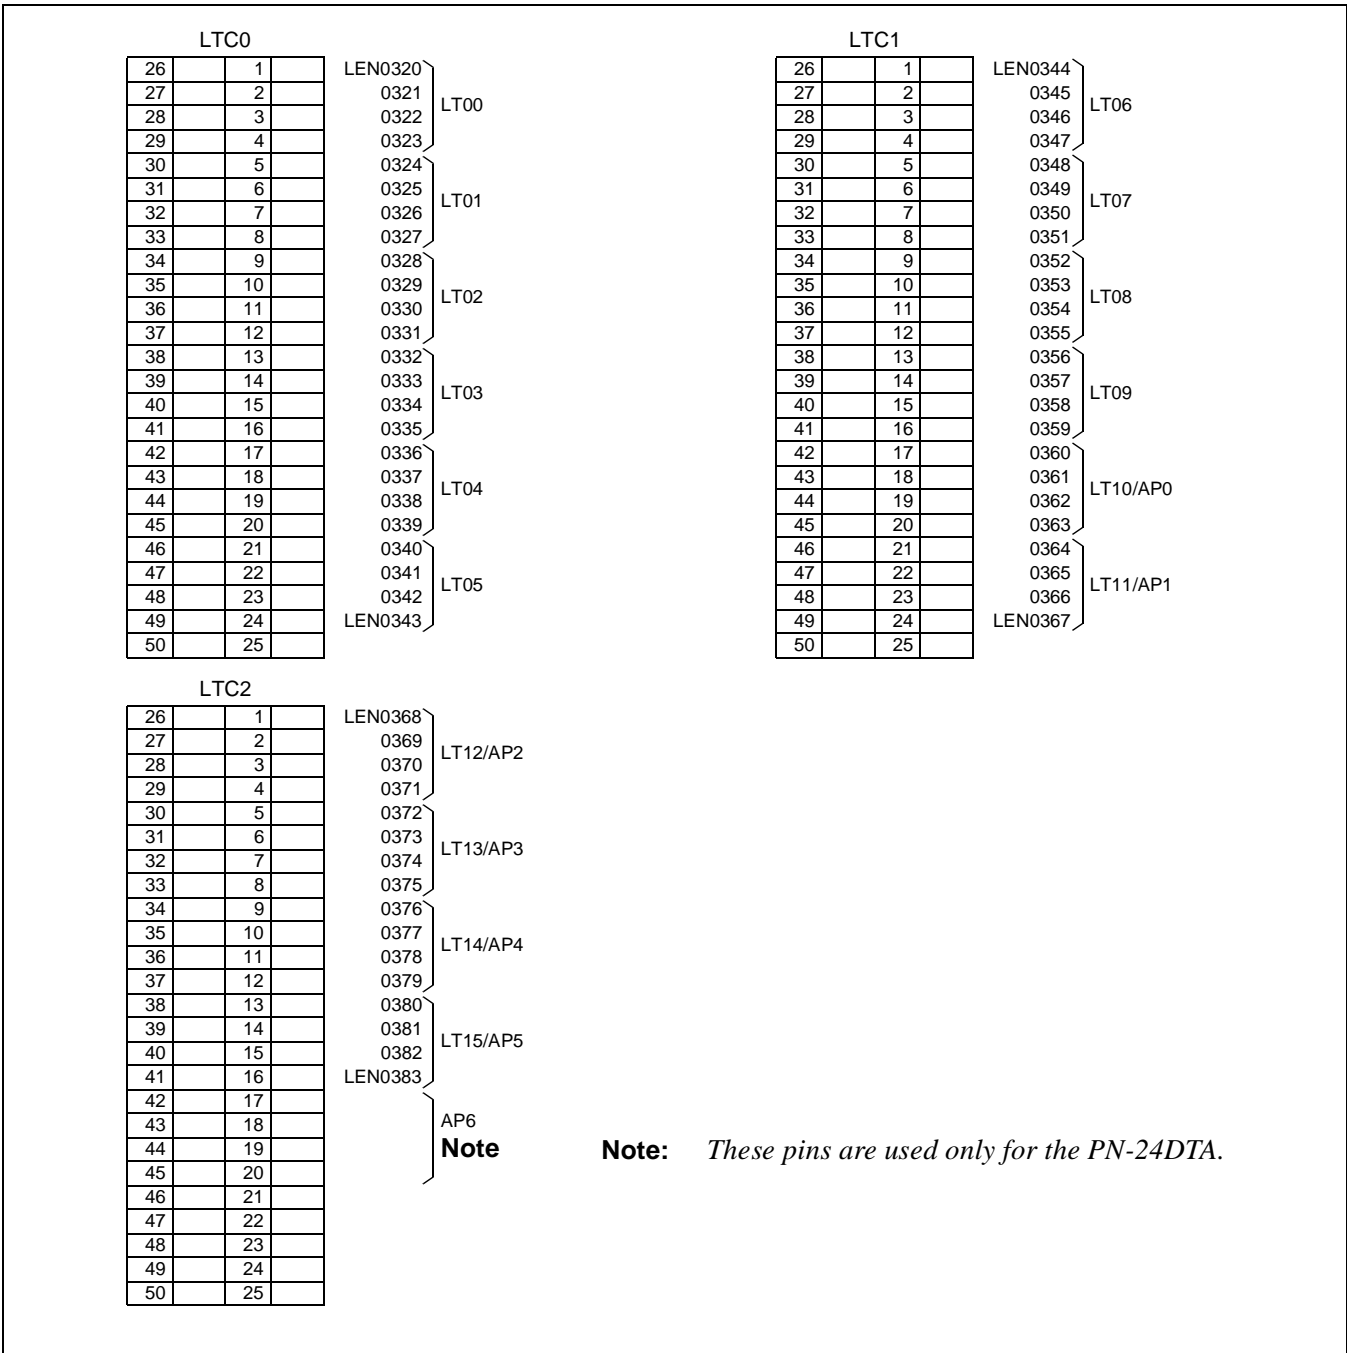 LTC0
26 1 LEN0320
27 2 0321
LT00
28 3 0322
29 4 0323
30 5 0324
31 6 0325
LT01
32 7 0326
33 8 0327
34 9 0328
35 10 0329
LT02
36 11 0330
37 12 0331
38 13 0332
39 14 0333
LT03
40 15 0334
41 16 0335
42 17 0336
43 18 0337
LT04
44 19 0338
45 20 0339
46 21 0340
47 22 0341
LT05
48 23 0342
49 24 LEN0343
50 25
LTC1
26 1 LEN0344
27 2 0345
LT06
28 3 0346
29 4 0347
30 5 0348
31 6 0349
LT07
32 7 0350
33 8 0351
34 9 0352
35 10 0353
LT08
36 11 0354
37 12 0355
38 13 0356
39 14 0357
LT09
40 15 0358
41 16 0359
42 17 0360
43 18 0361
LT10/AP0
44 19 0362
45 20 0363
46 21 0364
47 22 0365
LT11/AP1
48 23 0366
49 24 LEN0367
50 25
LTC2
26 1 LEN0368
27 2 0369
LT12/AP2
28 3 0370
29 4 0371
30 5 0372
31 6 0373
LT13/AP3
32 7 0374
33 8 0375
34 9 0376
35 10 0377
LT14/AP4
36 11 0378
37 12 0379
38 13 0380
39 14 0381
LT15/AP5
40 15 0382
41 16 LEN0383
42 17
43 18 AP6
44 19 Note
45 20
46 21
47 22
48 23
49 24
50 25
Note: These pins are used only for the PN-24DTA.